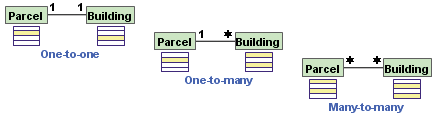 Parcel 1 1 Building
One-to-one
Parcel 1 * Building
One-to-many
Parcel * * Building
Many-to-many